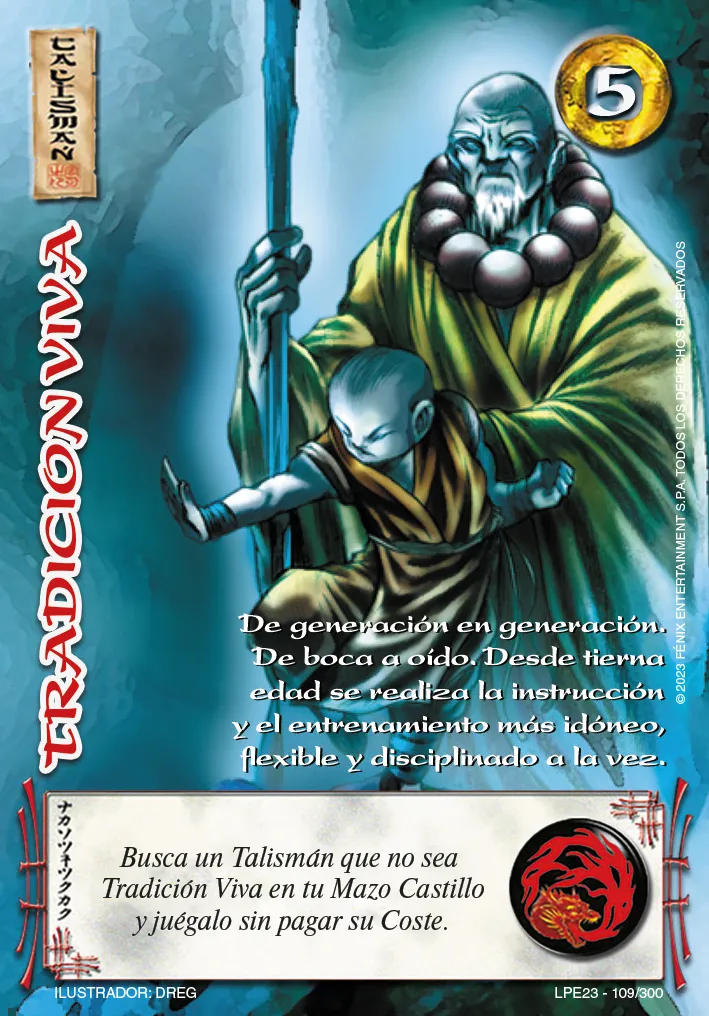 TALISMAN
5
TRADICION VIVA
© 2023 FÉNIX ENTERTAINMENT S.P.A. TODOS LOS DERECHOS RESERVADOS
De generación en generación.
De boca a oído. Desde tierna
edad se realiza la instrucción
y el entrenamiento más idóneo,
flexible y disciplinado a la vez.
ナカソツネツクカク
Busca un Talismán que no sea
Tradición Viva en tu Mazo Castillo
y juégalo sin pagar su Coste.
ILUSTRADOR: DREG
LPE23 - 109/300